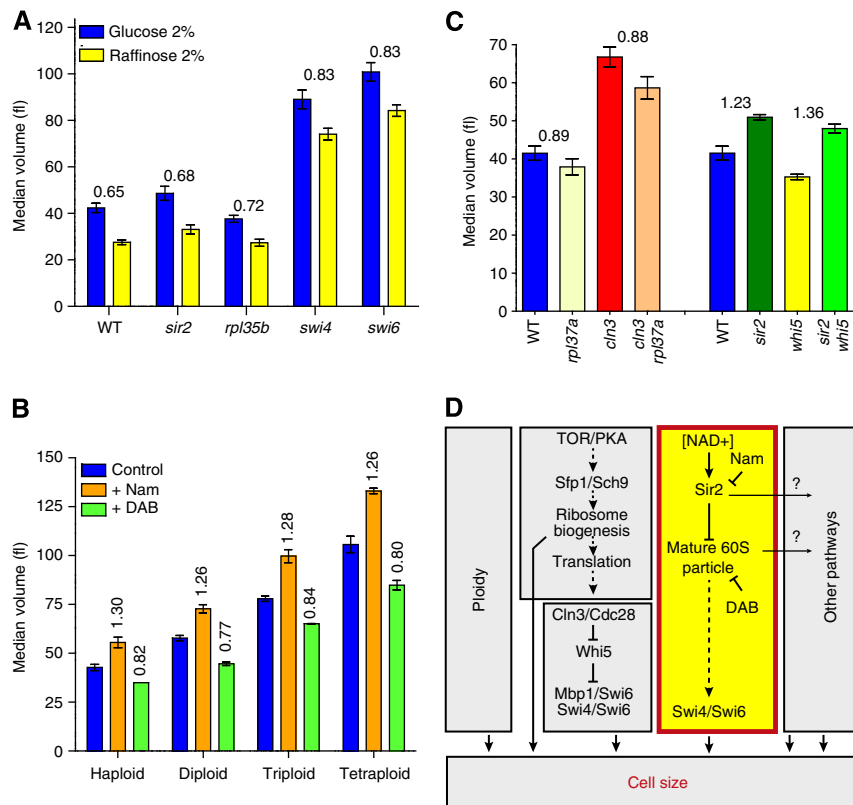 A
Glucose 2%
Raffinose 2%
Median volume (fl)
120
100
80
60
40
20
0
0.65
0.68
0.72
0.83
0.83
WT
sir2
rpl35b
swi4
swi6
C
Median volume (fl)
70
60
50
40
30
20
10
0
0.89
0.88
1.23
1.36
WT
rpl37a
cln3
cln3
rpl37a
WT
sir2
whi5
sir2
whi5
B
Control
+ Nam
+ DAB
Median volume (fl)
150
125
100
75
50
25
0
1.30
0.82
1.26
0.77
1.28
0.84
1.26
0.80
Haploid
Diploid
Triploid
Tetraploid
D
Ploidy
TOR/PKA
Sfp1/Sch9
Ribosome
biogenesis
Translation
Cln3/Cdc28
Whi5
Mbp1/Swi6
Swi4/Swi6
[NAD+]
Nam
Sir2
?
Mature 60S
particle
?
DAB
Swi4/Swi6
Other pathways
Cell size